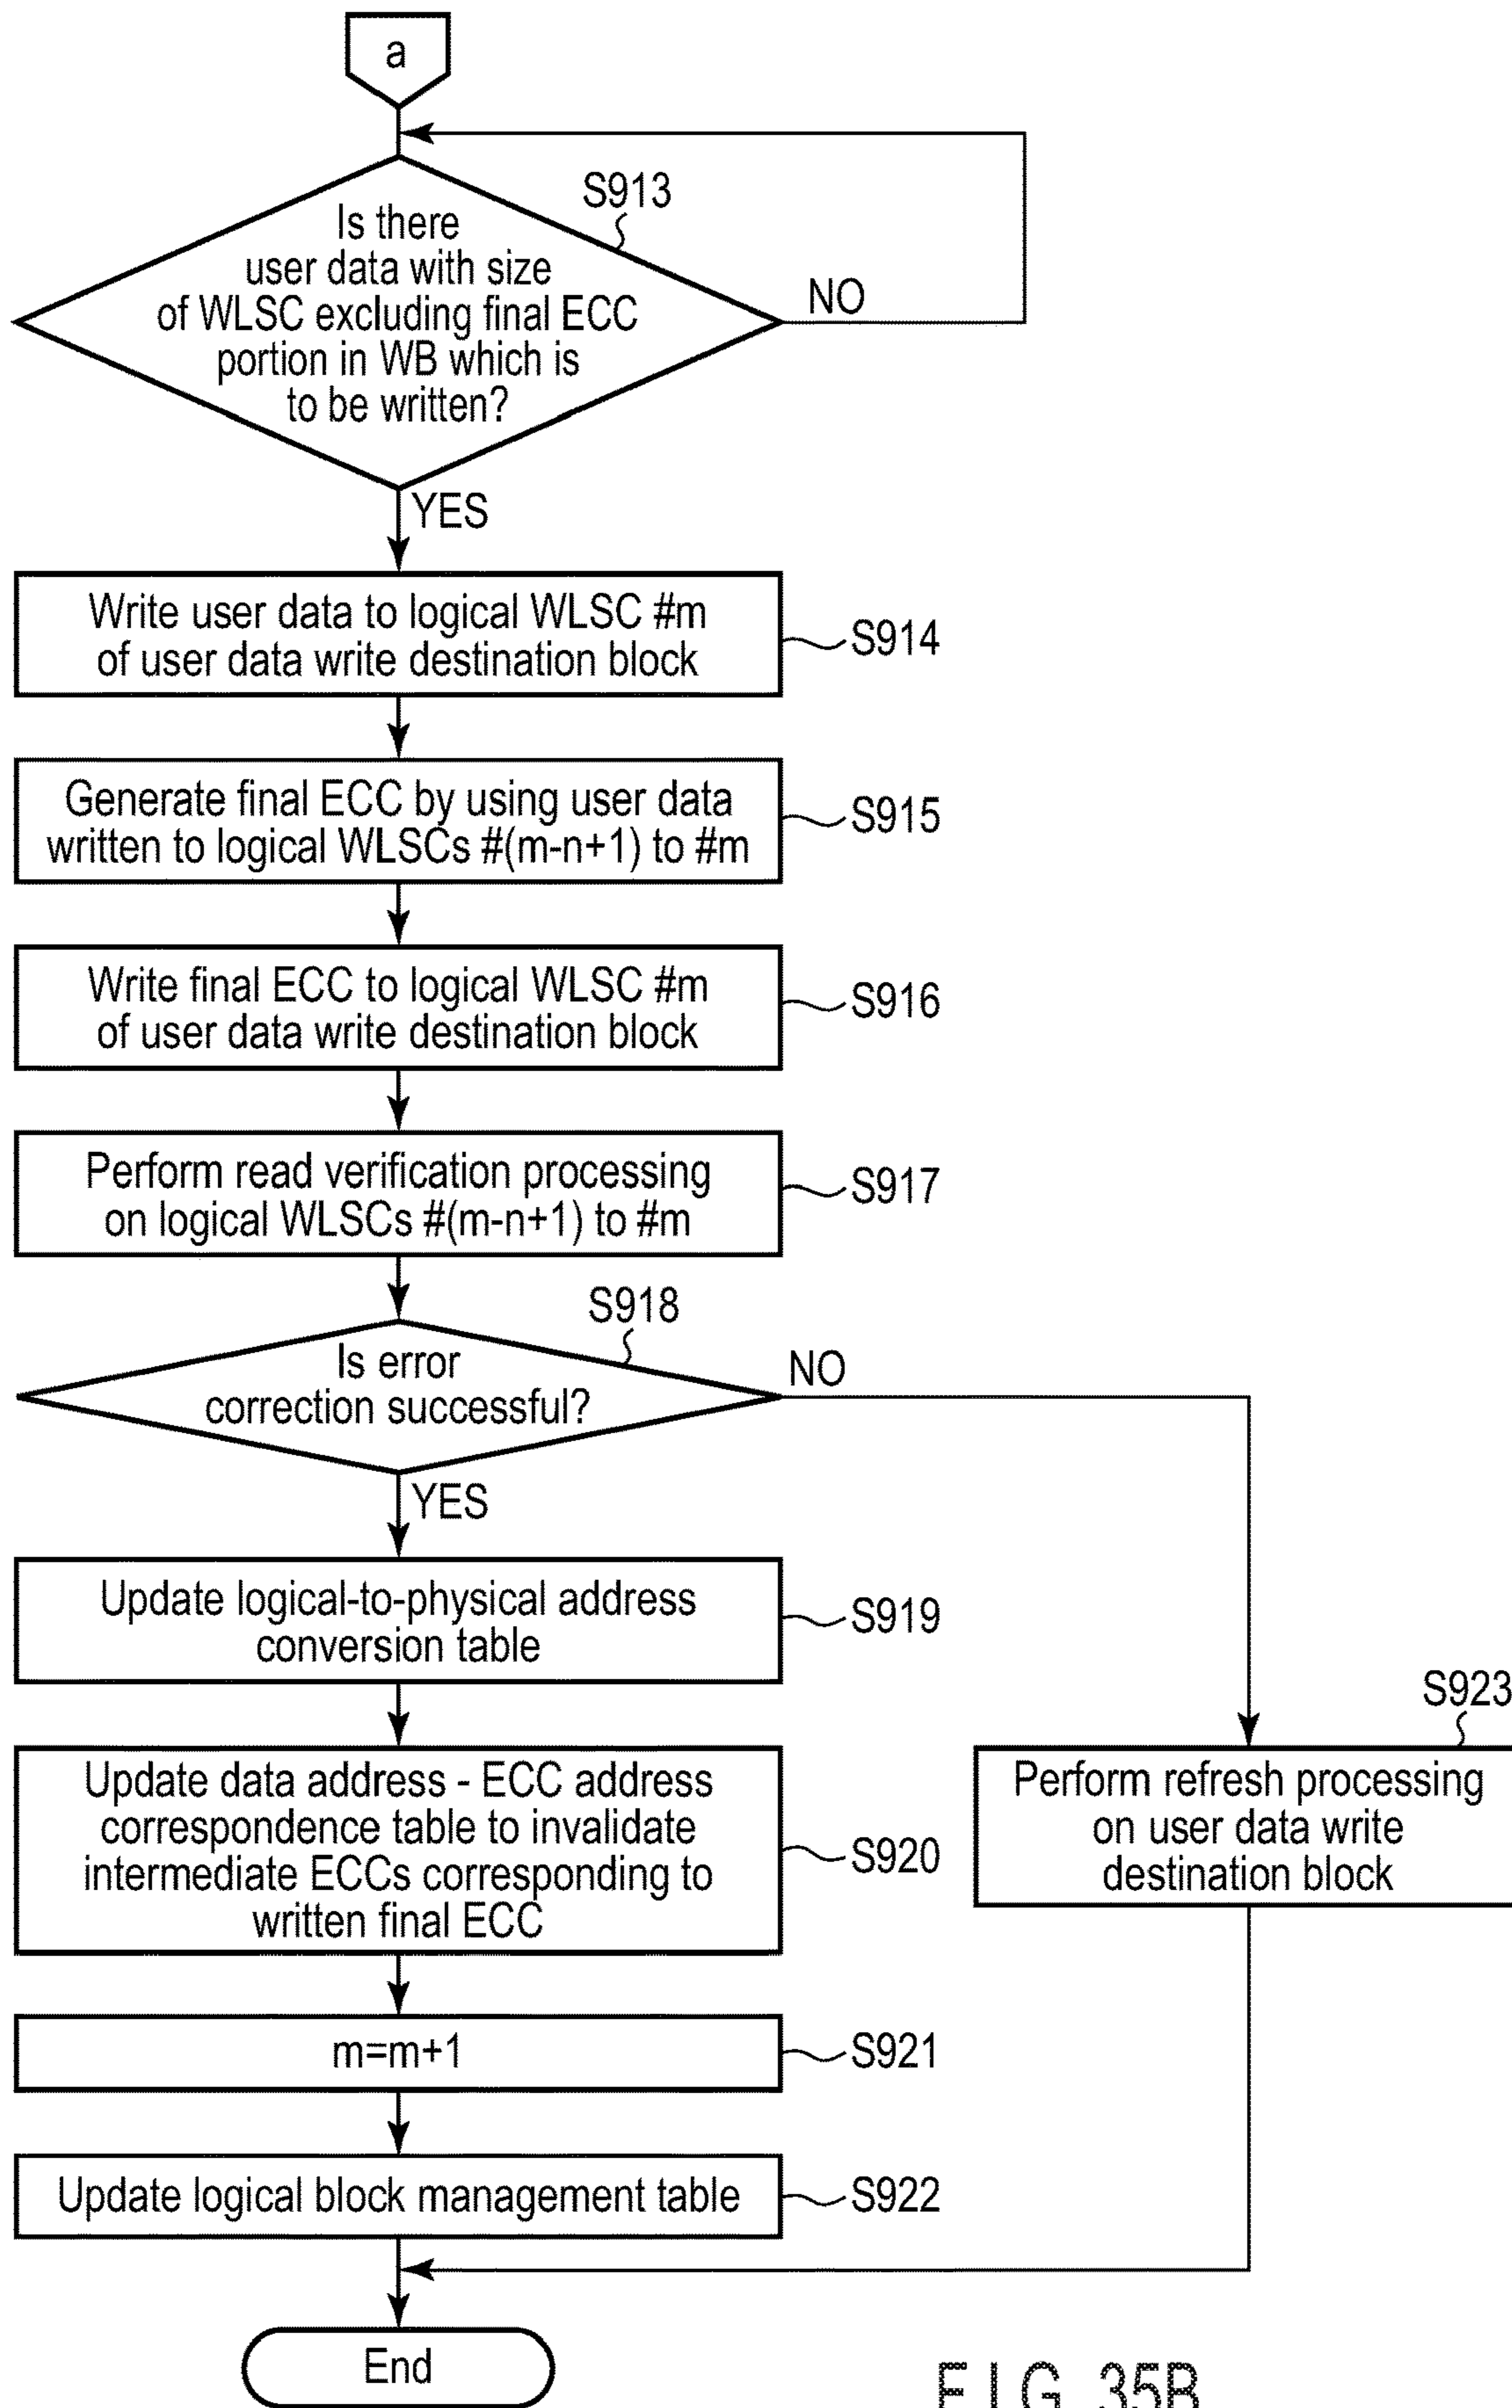 a
S913
Is there
user data with size
of WLSC excluding final ECC
portion in WB which is
to be written?
NO
YES
Write user data to logical WLSC #m
of user data write destination block
S914
Generate final ECC by using user data
written to logical WLSCs #(m-n+1) to #m
S915
Write final ECC to logical WLSC #m
of user data write destination block
S916
Perform read verification processing
on logical WLSCs #(m-n+1) to #m
S917
S918
Is error
correction successful?
NO
YES
Update logical-to-physical address
conversion table
S919
S923
Update data address - ECC address
correspondence table to invalidate
intermediate ECCs corresponding to
written final ECC
S920
Perform refresh processing
on user data write
destination block
m=m+1
S921
Update logical block management table
S922
End
FIG. 35B